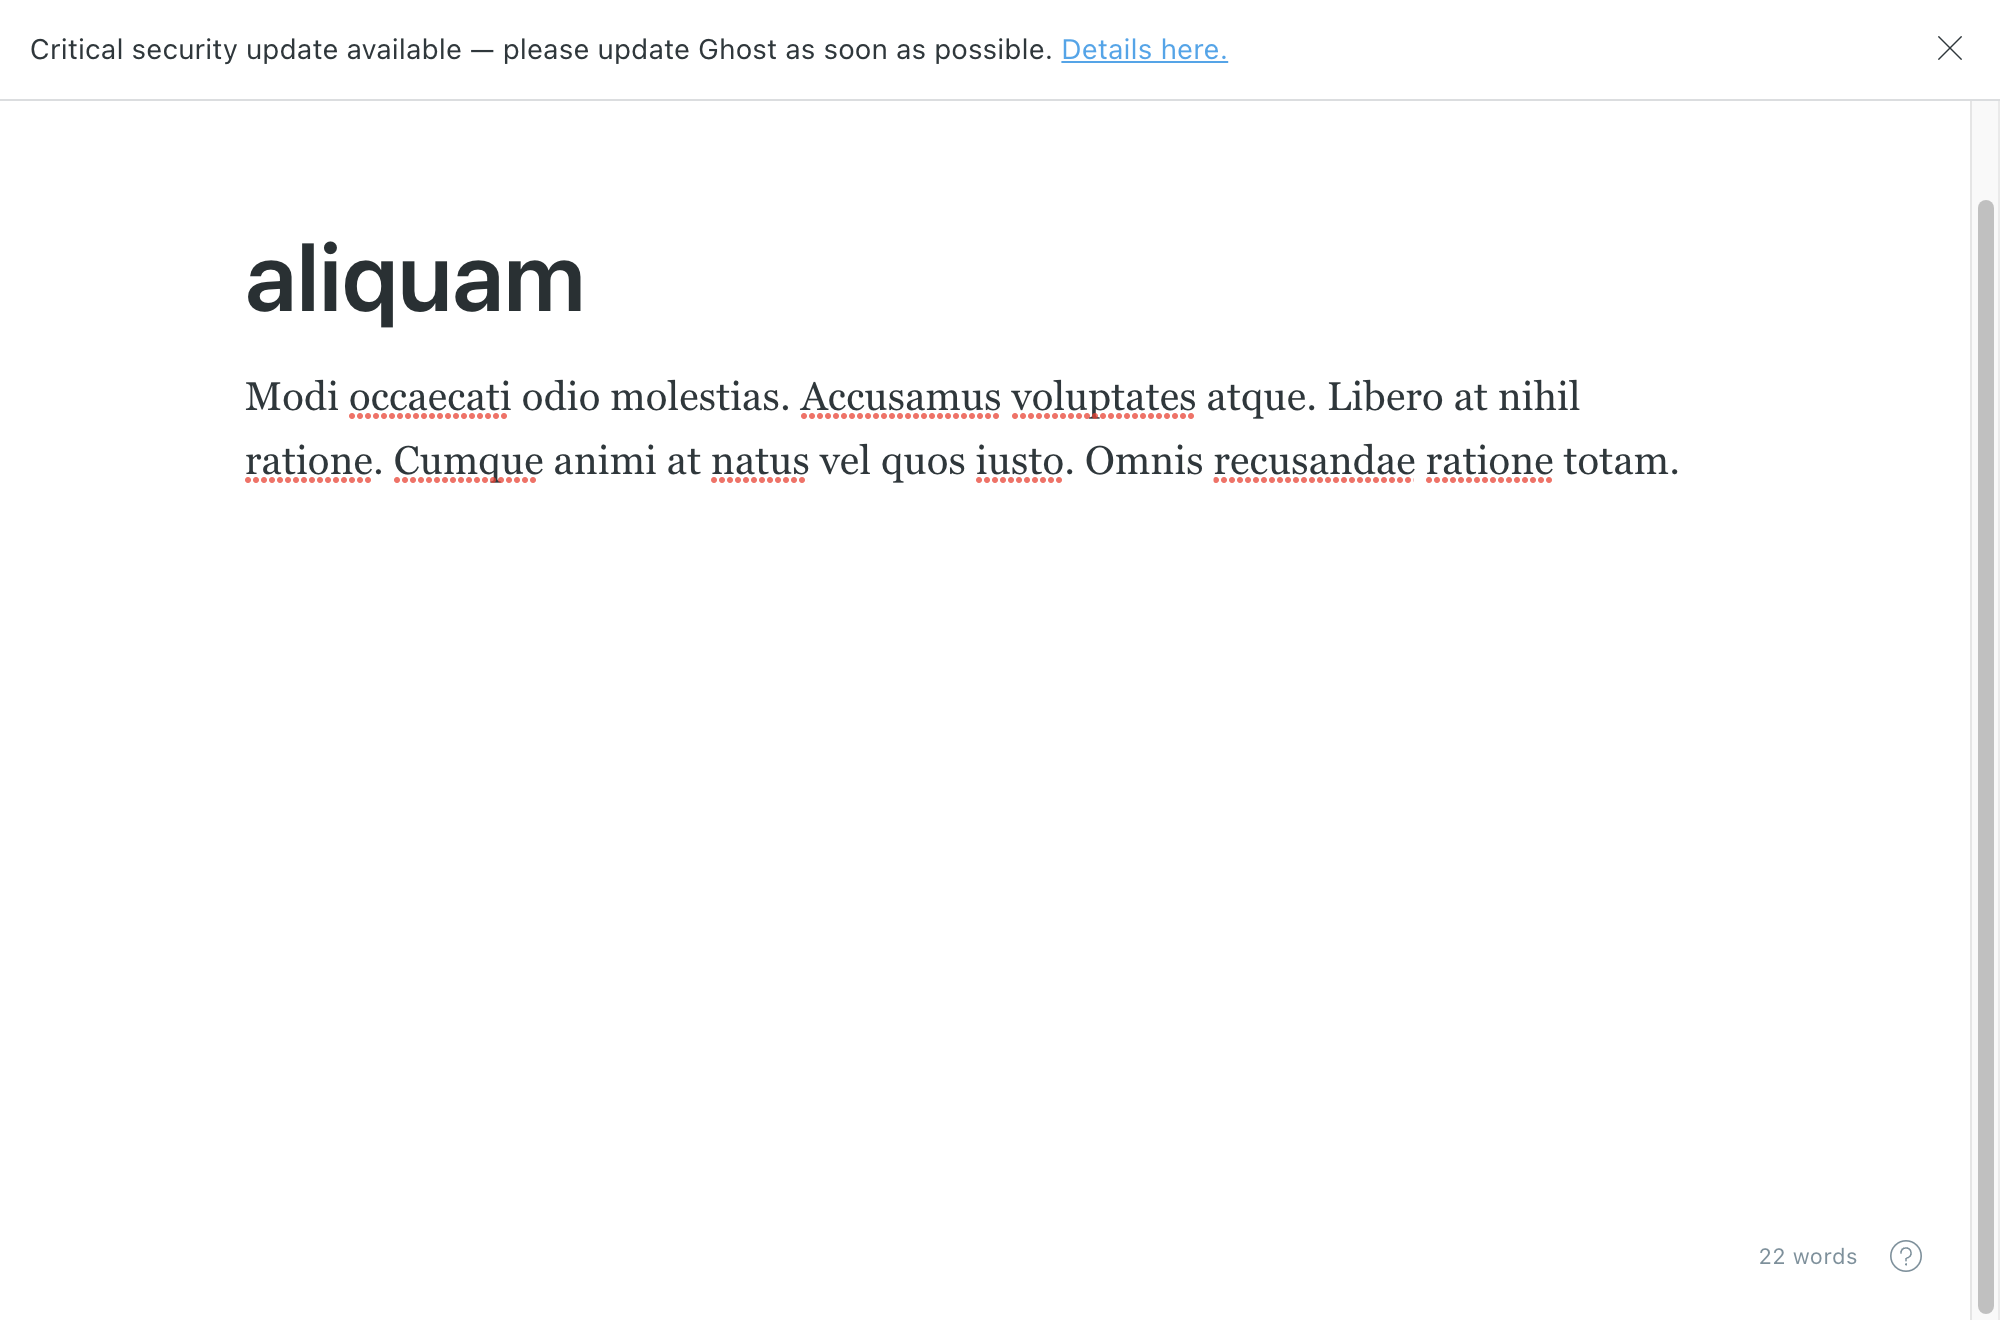 Critical security update available — please update Ghost as soon as possible. Details here.
aliquam
Modi occaecati odio molestias. Accusamus voluptates atque. Libero at nihil
ratione. Cumque animi at natus vel quos iusto. Omnis recusandae ratione totam.
22 words
?